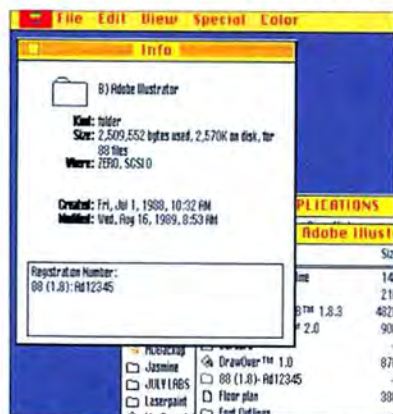 File Edit View Special Color
Info
B) Adobe Illustrator
Kind: folder
Size: 2,509,552 bytes used, 2,570K on disk, for
88 files
Where: ZERO, SCSI 0
Created: Fri, Jul 1, 1988, 10:32 AM
Modified: Wed, Aug 16, 1989, 8:53 AM
Registration Number:
88 (1.8): Ad12345
PLICATIONS
Adobe Illust
Siz
14
21
1.8.3 482
2.0 90
HDBackup
Jasmine
JULY LABS
Laserpaint
DrawOver™ 1.0 87
88 (1.8)- Ad12345
Floor plan 38
Font Outlines